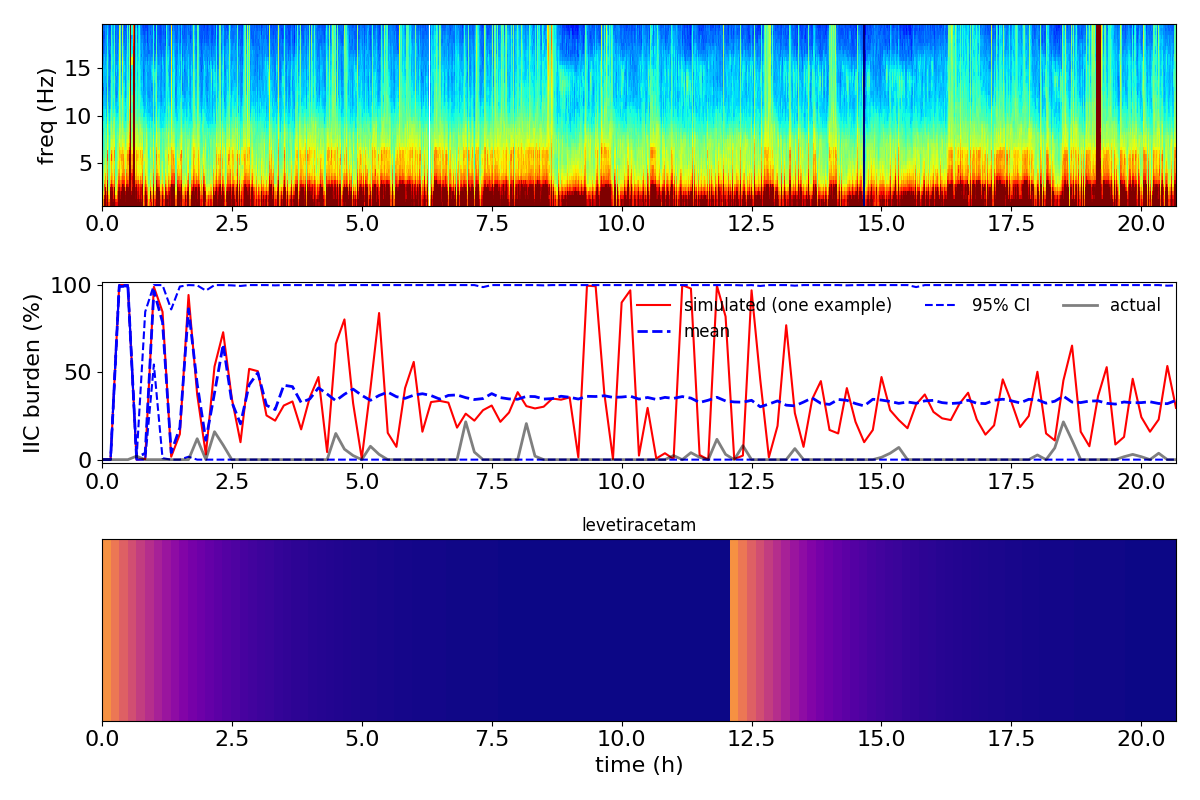 freq (Hz)
15
10
5
0.0 2.5 5.0 7.5 10.0 12.5 15.0 17.5 20.0
IIC burden (%)
100
50
0
simulated (one example) 95% CI actual
mean
0.0 2.5 5.0 7.5 10.0 12.5 15.0 17.5 20.0
levetiracetam
0.0 2.5 5.0 7.5 10.0 12.5 15.0 17.5 20.0
time (h)